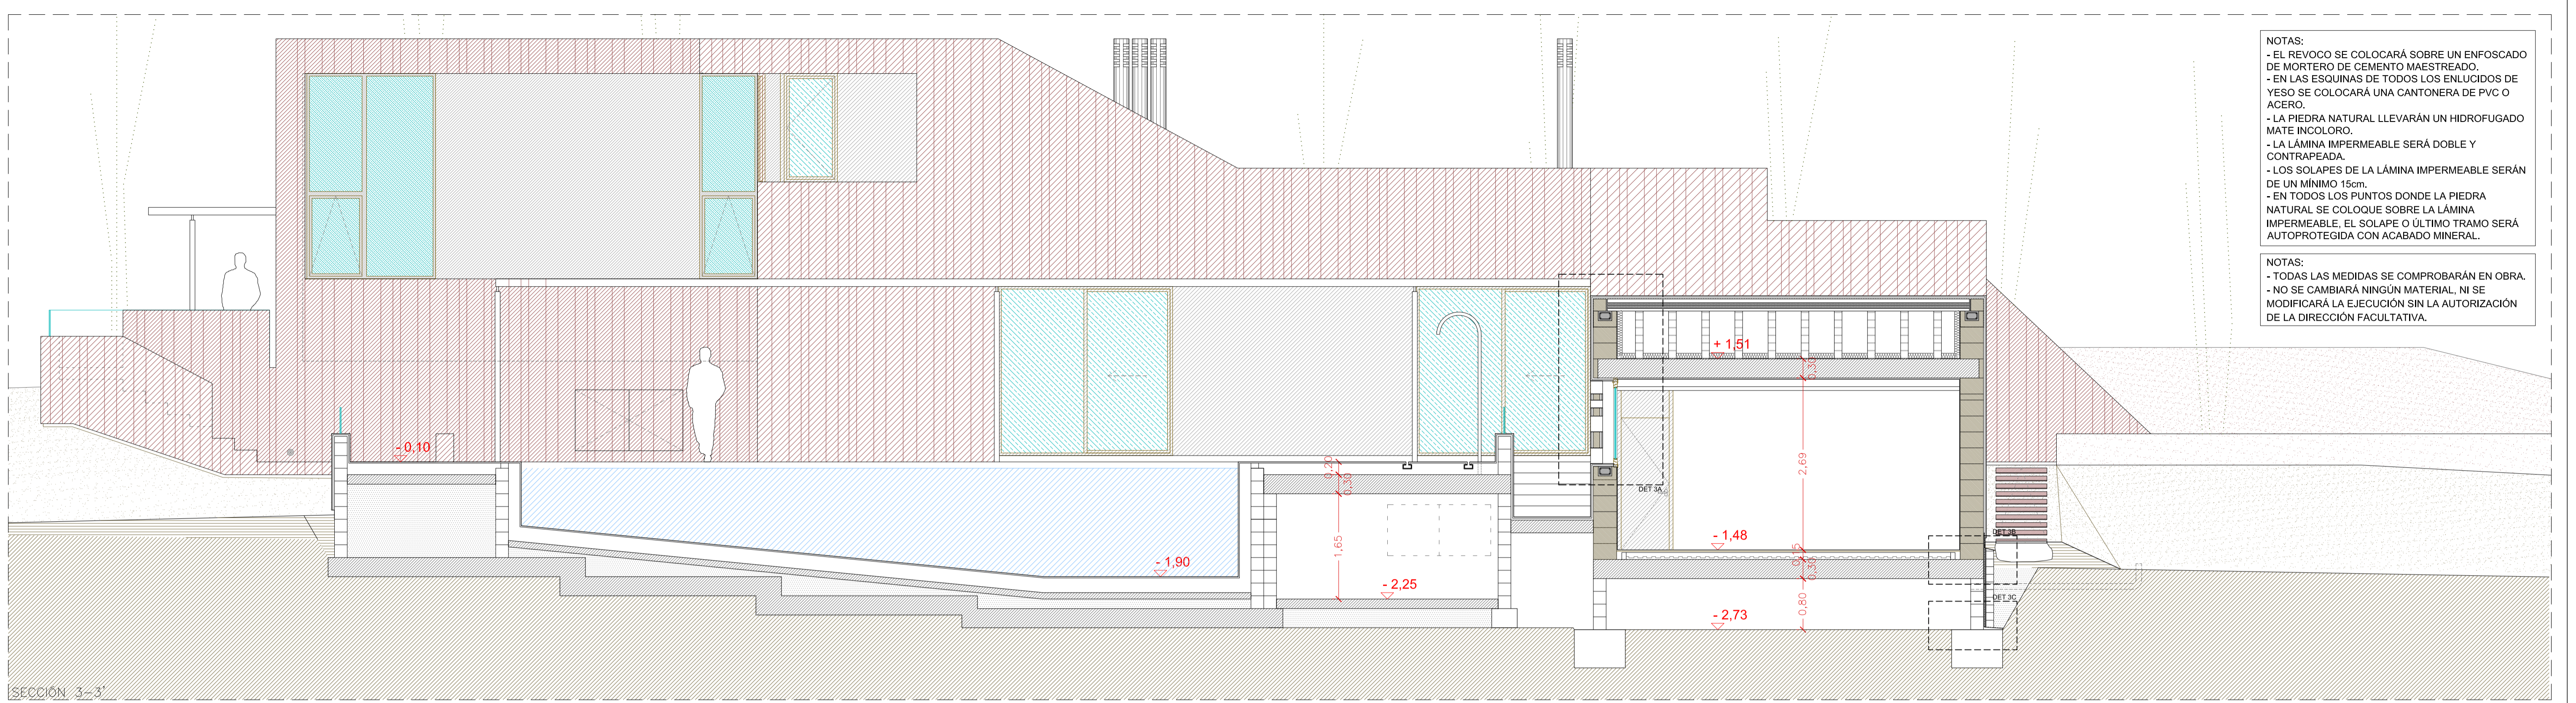 NOTAS:
- EL REVOCO SE COLOCARÁ SOBRE UN ENFOSCADO
DE MORTERO DE CEMENTO MAESTREADO.
- EN LAS ESQUINAS DE TODOS LOS ENLUCIDOS DE
YESO SE COLOCARÁ UNA CANTONERA DE PVC O
ACERO.
- LA PIEDRA NATURAL LLEVARÁN UN HIDROFUGADO
MATE INCOLORO.
- LA LÁMINA IMPERMEABLE SERÁ DOBLE Y
CONTRAPEADA.
- LOS SOLAPES DE LA LÁMINA IMPERMEABLE SERÁN
DE UN MÍNIMO 15cm.
- EN TODOS LOS PUNTOS DONDE LA PIEDRA
NATURAL SE COLOQUE SOBRE LA LÁMINA
IMPERMEABLE, EL SOLAPE O ÚLTIMO TRAMO SERÁ
AUTOPROTEGIDA CON ACABADO MINERAL.
NOTAS:
- TODAS LAS MEDIDAS SE COMPROBARÁN EN OBRA.
- NO SE CAMBIARÁ NINGÚN MATERIAL, NI SE
MODIFICARÁ LA EJECUCIÓN SIN LA AUTORIZACIÓN
DE LA DIRECCIÓN FACULTATIVA.
+ 1,51
0,30
- 0,10
0,20
0,30
2,69
DET 3A
1,65
- 1,90
- 2,25
- 1,48
0,15
0,30
DET 3B
0,80
- 2,73
DET 3C
SECCIÓN 3-3'